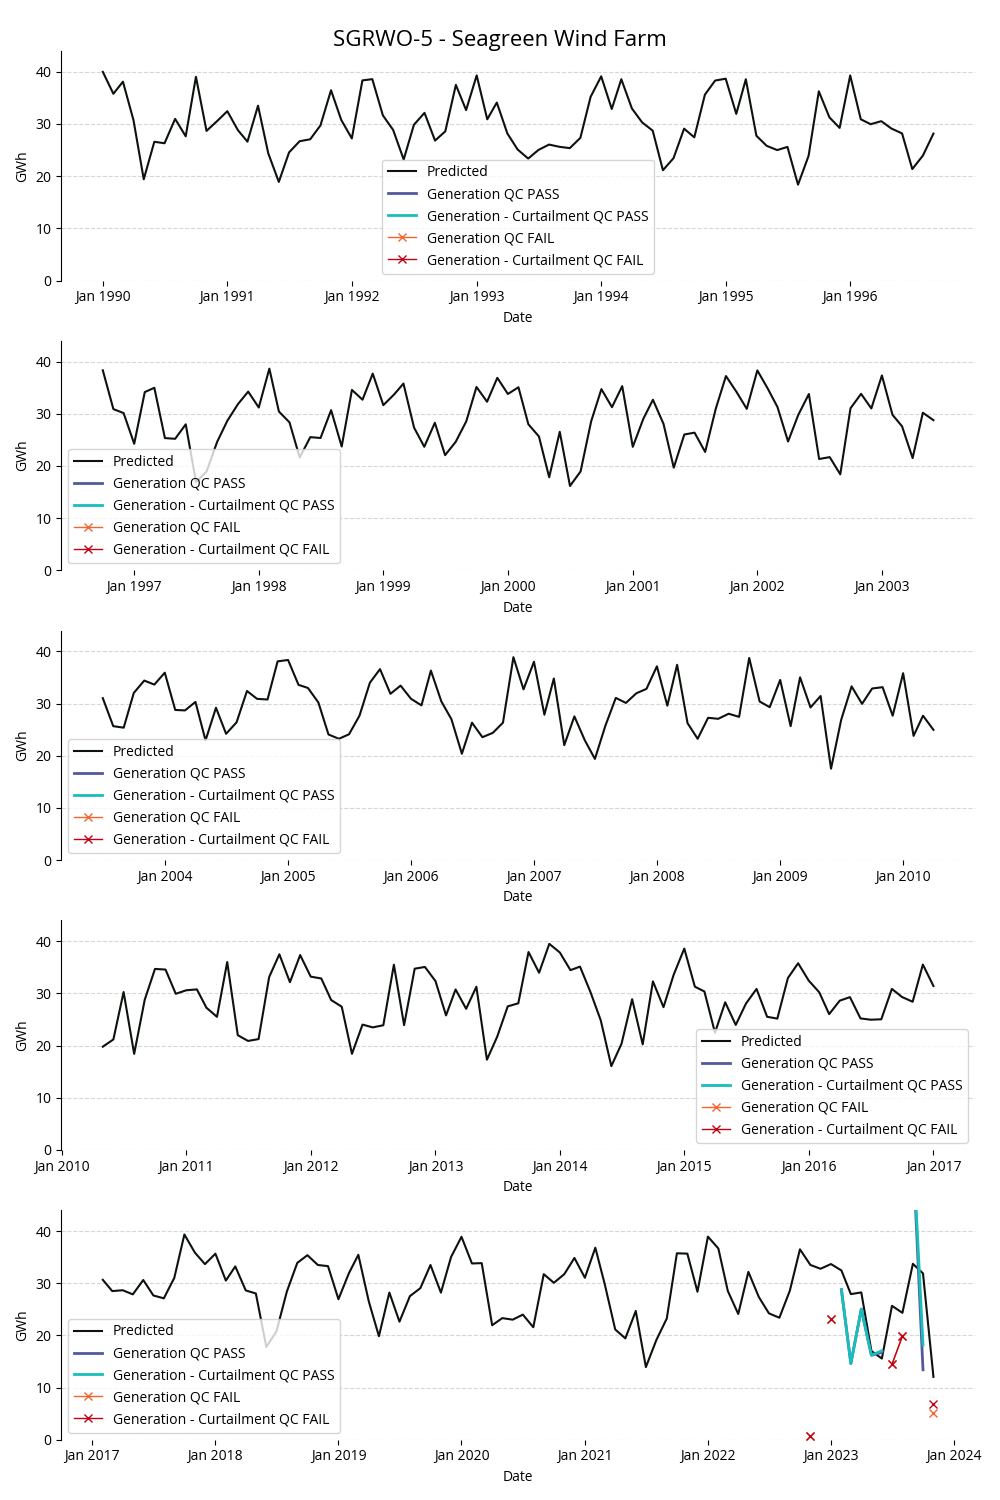 SGRWO-5 - Seagreen Wind Farm
40
30
20
10
0
GWh
Predicted
Generation QC PASS
Generation - Curtailment QC PASS
Generation QC FAIL
Generation - Curtailment QC FAIL
Jan 1990 Jan 1991 Jan 1992 Jan 1993 Jan 1994 Jan 1995 Jan 1996
Date
40
30
20
10
0
GWh
Predicted
Generation QC PASS
Generation - Curtailment QC PASS
Generation QC FAIL
Generation - Curtailment QC FAIL
Jan 1997 Jan 1998 Jan 1999 Jan 2000 Jan 2001 Jan 2002 Jan 2003
Date
40
30
20
10
0
GWh
Predicted
Generation QC PASS
Generation - Curtailment QC PASS
Generation QC FAIL
Generation - Curtailment QC FAIL
Jan 2004 Jan 2005 Jan 2006 Jan 2007 Jan 2008 Jan 2009 Jan 2010
Date
40
30
20
10
0
GWh
Predicted
Generation QC PASS
Generation - Curtailment QC PASS
Generation QC FAIL
Generation - Curtailment QC FAIL
Jan 2010 Jan 2011 Jan 2012 Jan 2013 Jan 2014 Jan 2015 Jan 2016 Jan 2017
Date
40
30
20
10
0
GWh
Predicted
Generation QC PASS
Generation - Curtailment QC PASS
Generation QC FAIL
Generation - Curtailment QC FAIL
Jan 2017 Jan 2018 Jan 2019 Jan 2020 Jan 2021 Jan 2022 Jan 2023 Jan 2024
Date